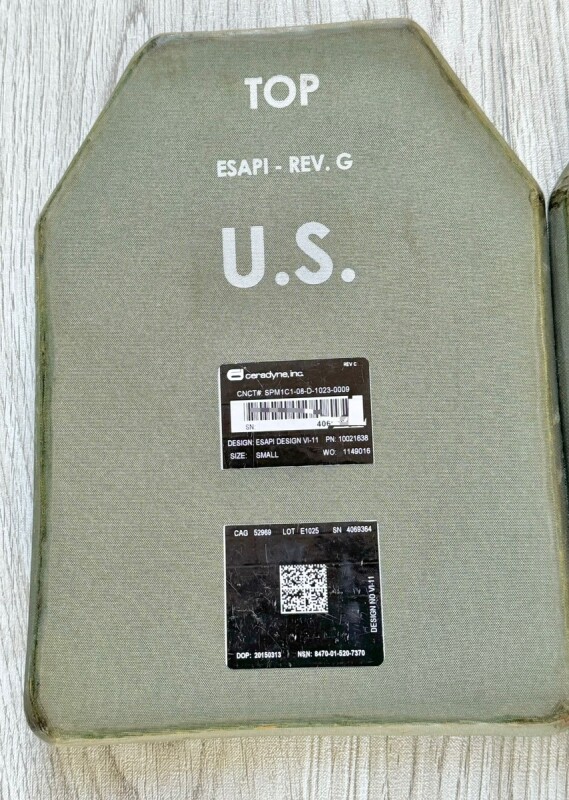 TOP
ESAPI - REV. G
U.S.
REV C
ceradyne, inc.
CNCT# SPM1C1-08-D-1023-0009
SN 406
DESIGN: ESAPI DESIGN VI-11 PN: 10021638
SIZE: SMALL WO: 1149016
CAG 52969 LOT E1025 SN 4069364
DESIGN NO VI-11
DOP: 20150313 NSN: 8470-01-520-7370